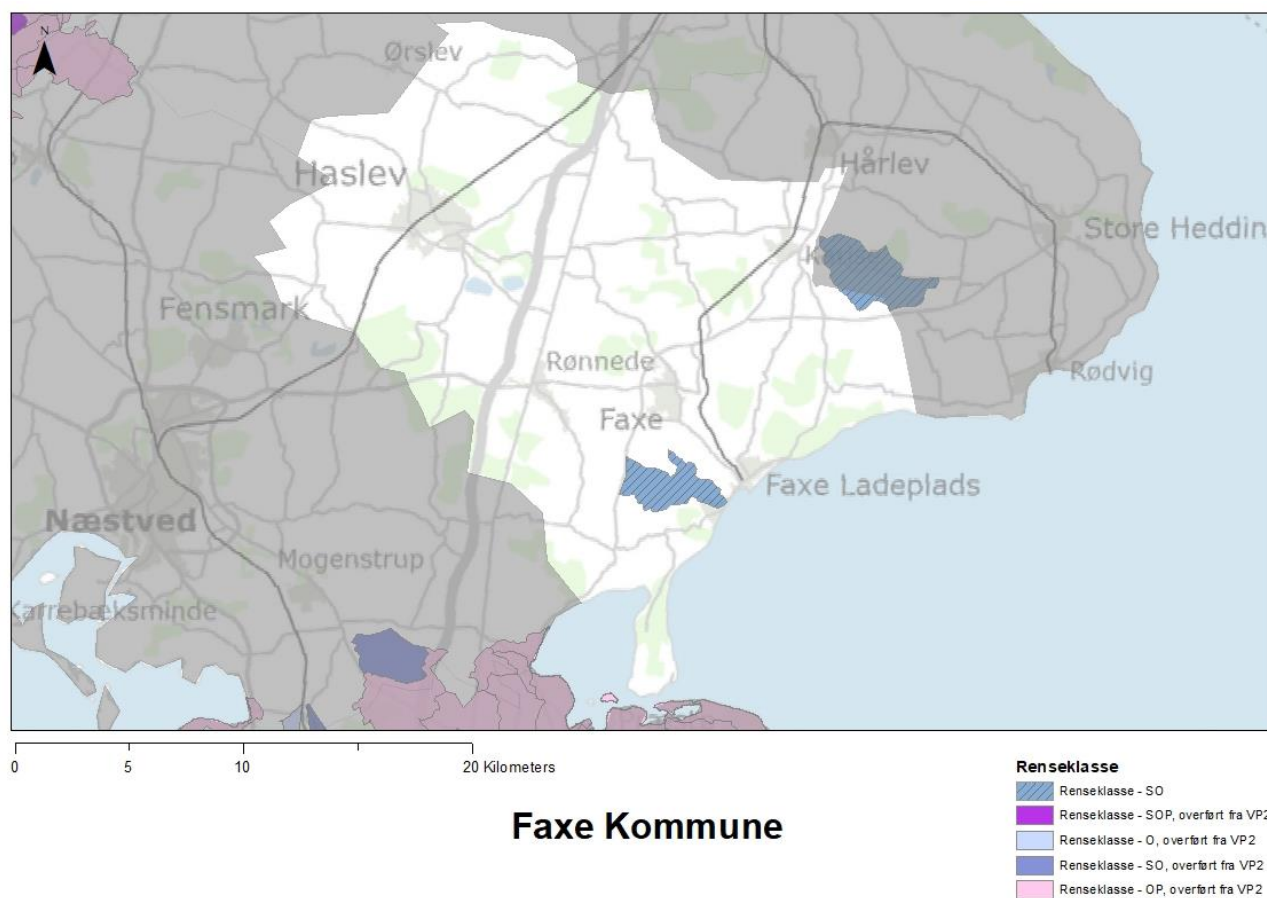 N
Ørslev
Hårlev
Haslev
Store Heddin
Fensmark
Rønnede
Rødvig
Faxe
Faxe Ladeplads
Næstved
Mogenstrup
Karrebæksminde
0 5 10 20 Kilometers
Renseklasse
Renseklasse - SO
Renseklasse - SOP, overført fra VP2
Renseklasse - O, overført fra VP2
Renseklasse - SO, overført fra VP2
Renseklasse - OP, overført fra VP2
Faxe Kommune